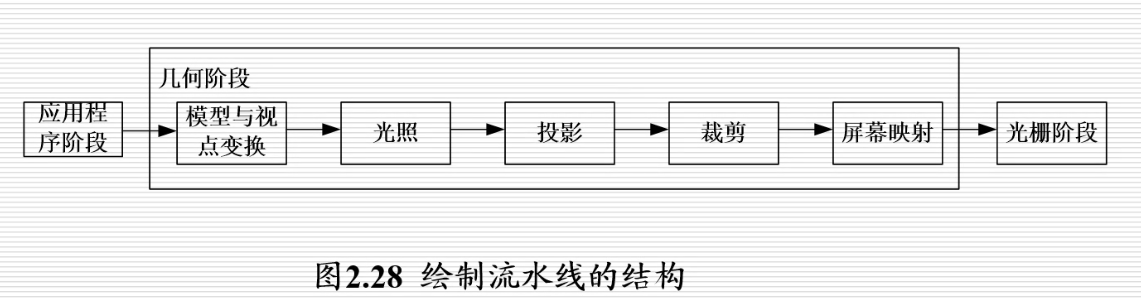 几何阶段
应用程
序阶段
模型与视
点变换
光照
投影
裁剪
屏幕映射
光栅阶段
图2.28 绘制流水线的结构